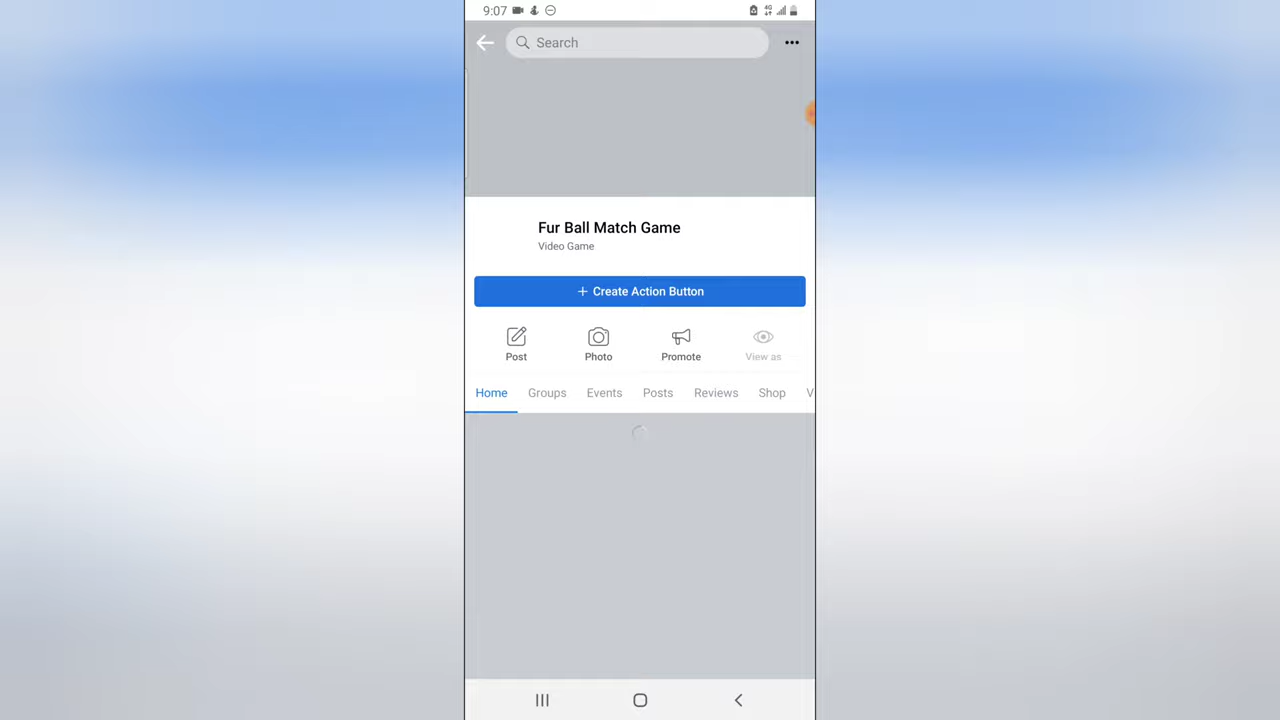 9:07
4G
Search
Fur Ball Match Game
Video Game
+ Create Action Button
Post
Photo
Promote
View as
Home
Groups
Events
Posts
Reviews
Shop
V